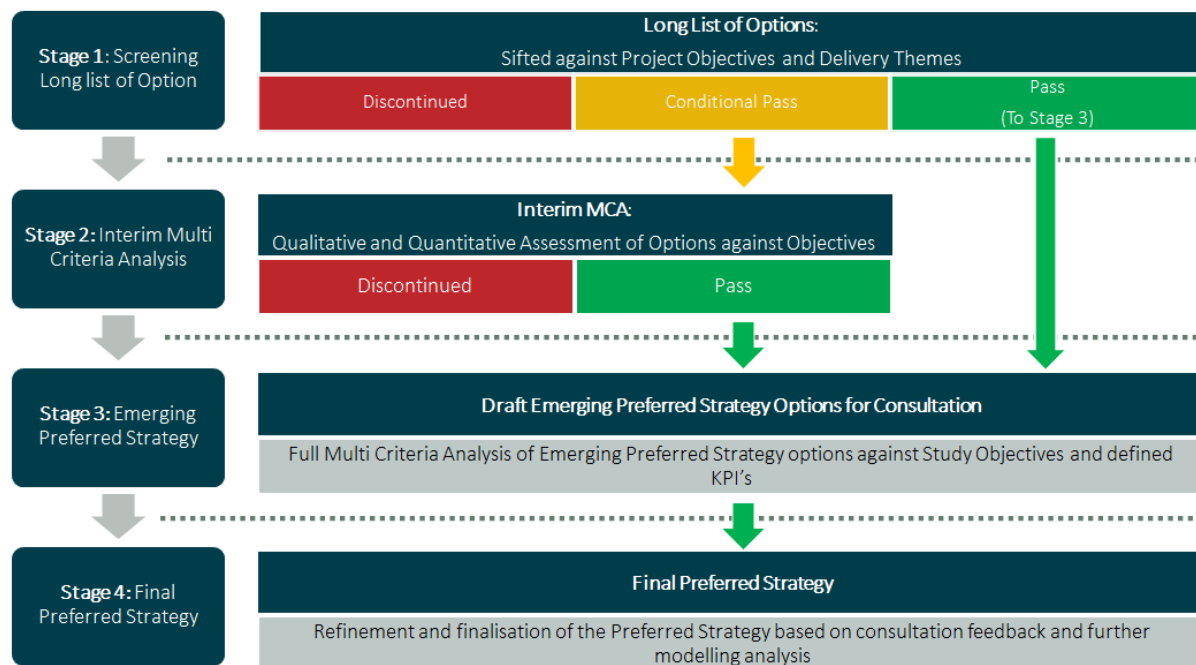 Stage 1: Screening
Long list of Option
Long List of Options:
Sifted against Project Objectives and Delivery Themes
Discontinued
Conditional Pass
Pass
(To Stage 3)
Stage 2: Interim Multi
Criteria Analysis
Interim MCA:
Qualitative and Quantitative Assessment of Options against Objectives
Discontinued
Pass
Stage 3: Emerging
Preferred Strategy
Draft Emerging Preferred Strategy Options for Consultation
Full Multi Criteria Analysis of Emerging Preferred Strategy options against Study Objectives and defined
KPI's
Stage 4: Final
Preferred Strategy
Final Preferred Strategy
Refinement and finalisation of the Preferred Strategy based on consultation feedback and further
modelling analysis